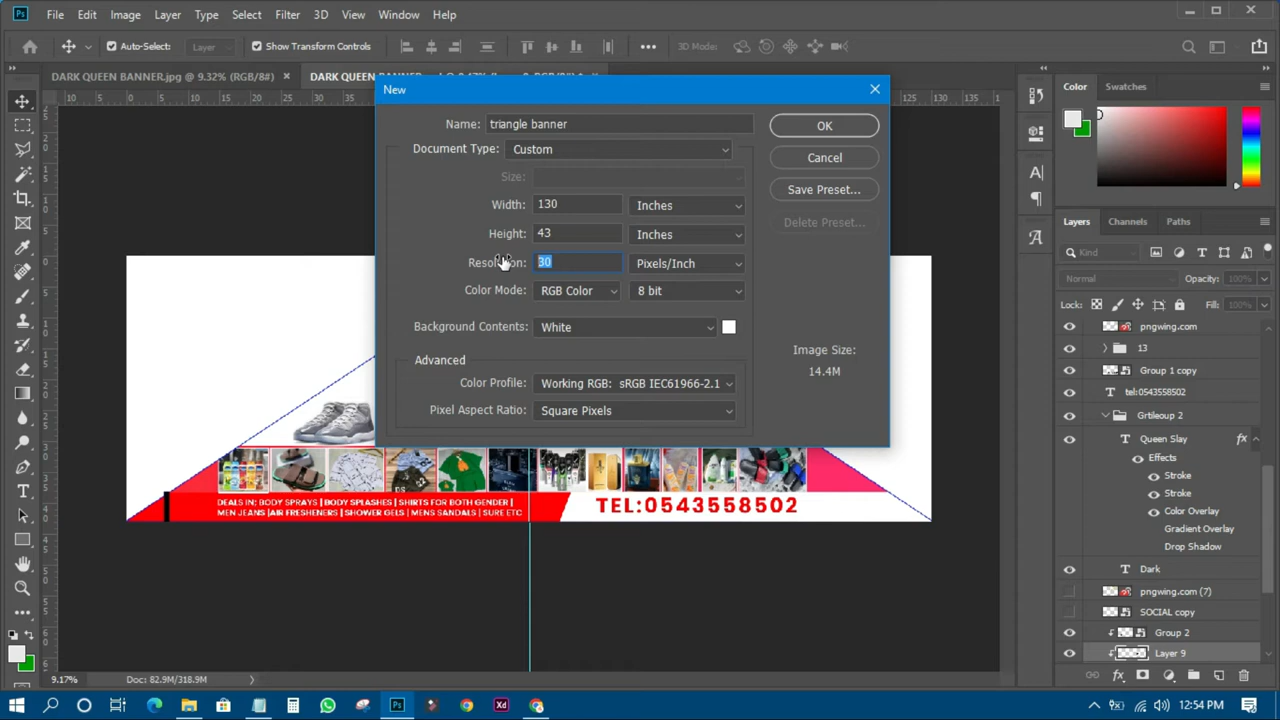 Ps File Edit Image Layer Type Select Filter 3D View Window Help
Auto-Select: Layer Show Transform Controls 3D Mode:
DARK QUEEN BANNER.jpg @ 9.32% (RGB/8#) × DARK QUEEN BANNER
New
Name: triangle banner
OK
Document Type: Custom
Cancel
Size:
Save Preset...
Width: 130 Inches
Delete Preset...
Height: 43 Inches
Resolution: 30 Pixels/Inch
Color Mode: RGB Color 8 bit
Background Contents: White
Image Size:
14.4M
Advanced
Color Profile: Working RGB: sRGB IEC61966-2.1
Pixel Aspect Ratio: Square Pixels
DEALS IN; BODY SPRAYS | BODY SPLASHES | SHIRTS FOR BOTH GENDER |
MEN JEANS |AIR FRESHENERS | SHOWER GELS | MENS SANDALS | SURE ETC
TEL:0543558502
Color Swatches
Layers Channels Paths
Kind
Normal Opacity:
Lock: Fill:
pngwing.com
13
Group 1 copy
tel:0543558502
Grtleoup 2
Queen Slay fx
Effects
Stroke
Stroke
Color Overlay
Gradient Overlay
Drop Shadow
Dark
pngwing.com (7)
SOCIAL copy
Group 2
Layer 9
9.17% Doc: 82.9M/318.9M
12:54 PM